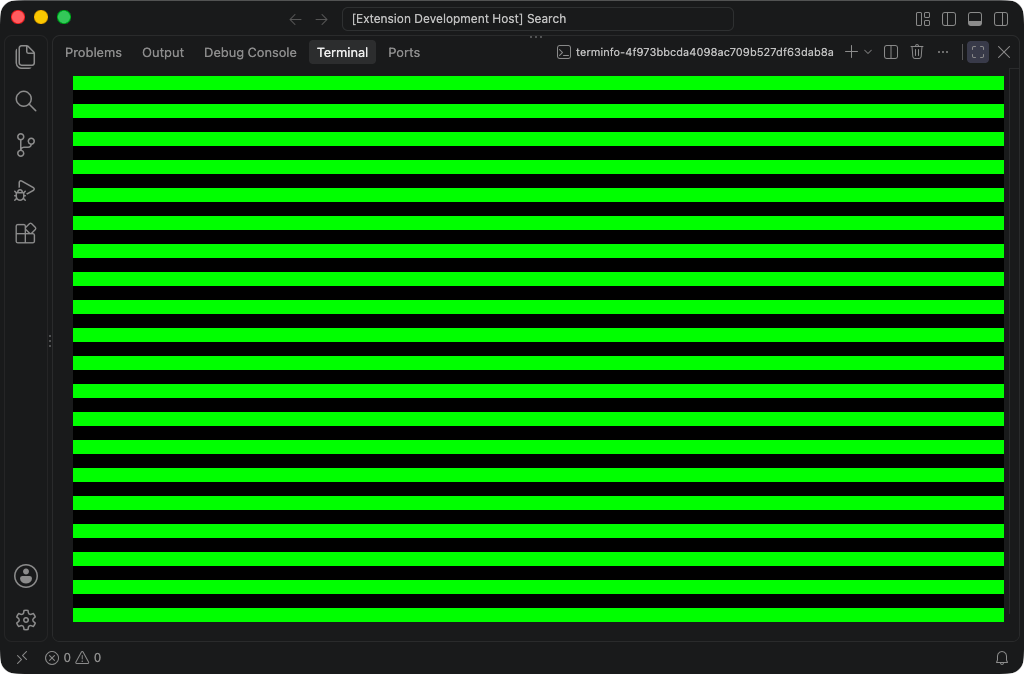 [Extension Development Host] Search
Problems Output Debug Console Terminal Ports terminfo-4f973bbcda4098ac709b527df63dab8a
0 0